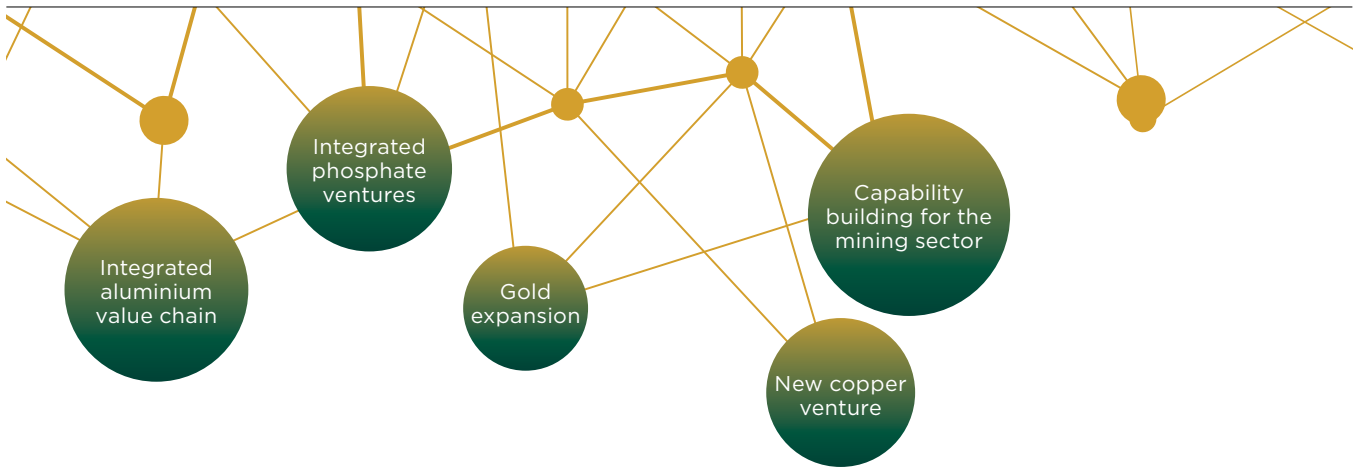 Integrated
phosphate
ventures
Capability
building for the
mining sector
Integrated
aluminium
value chain
Gold
expansion
New copper
venture